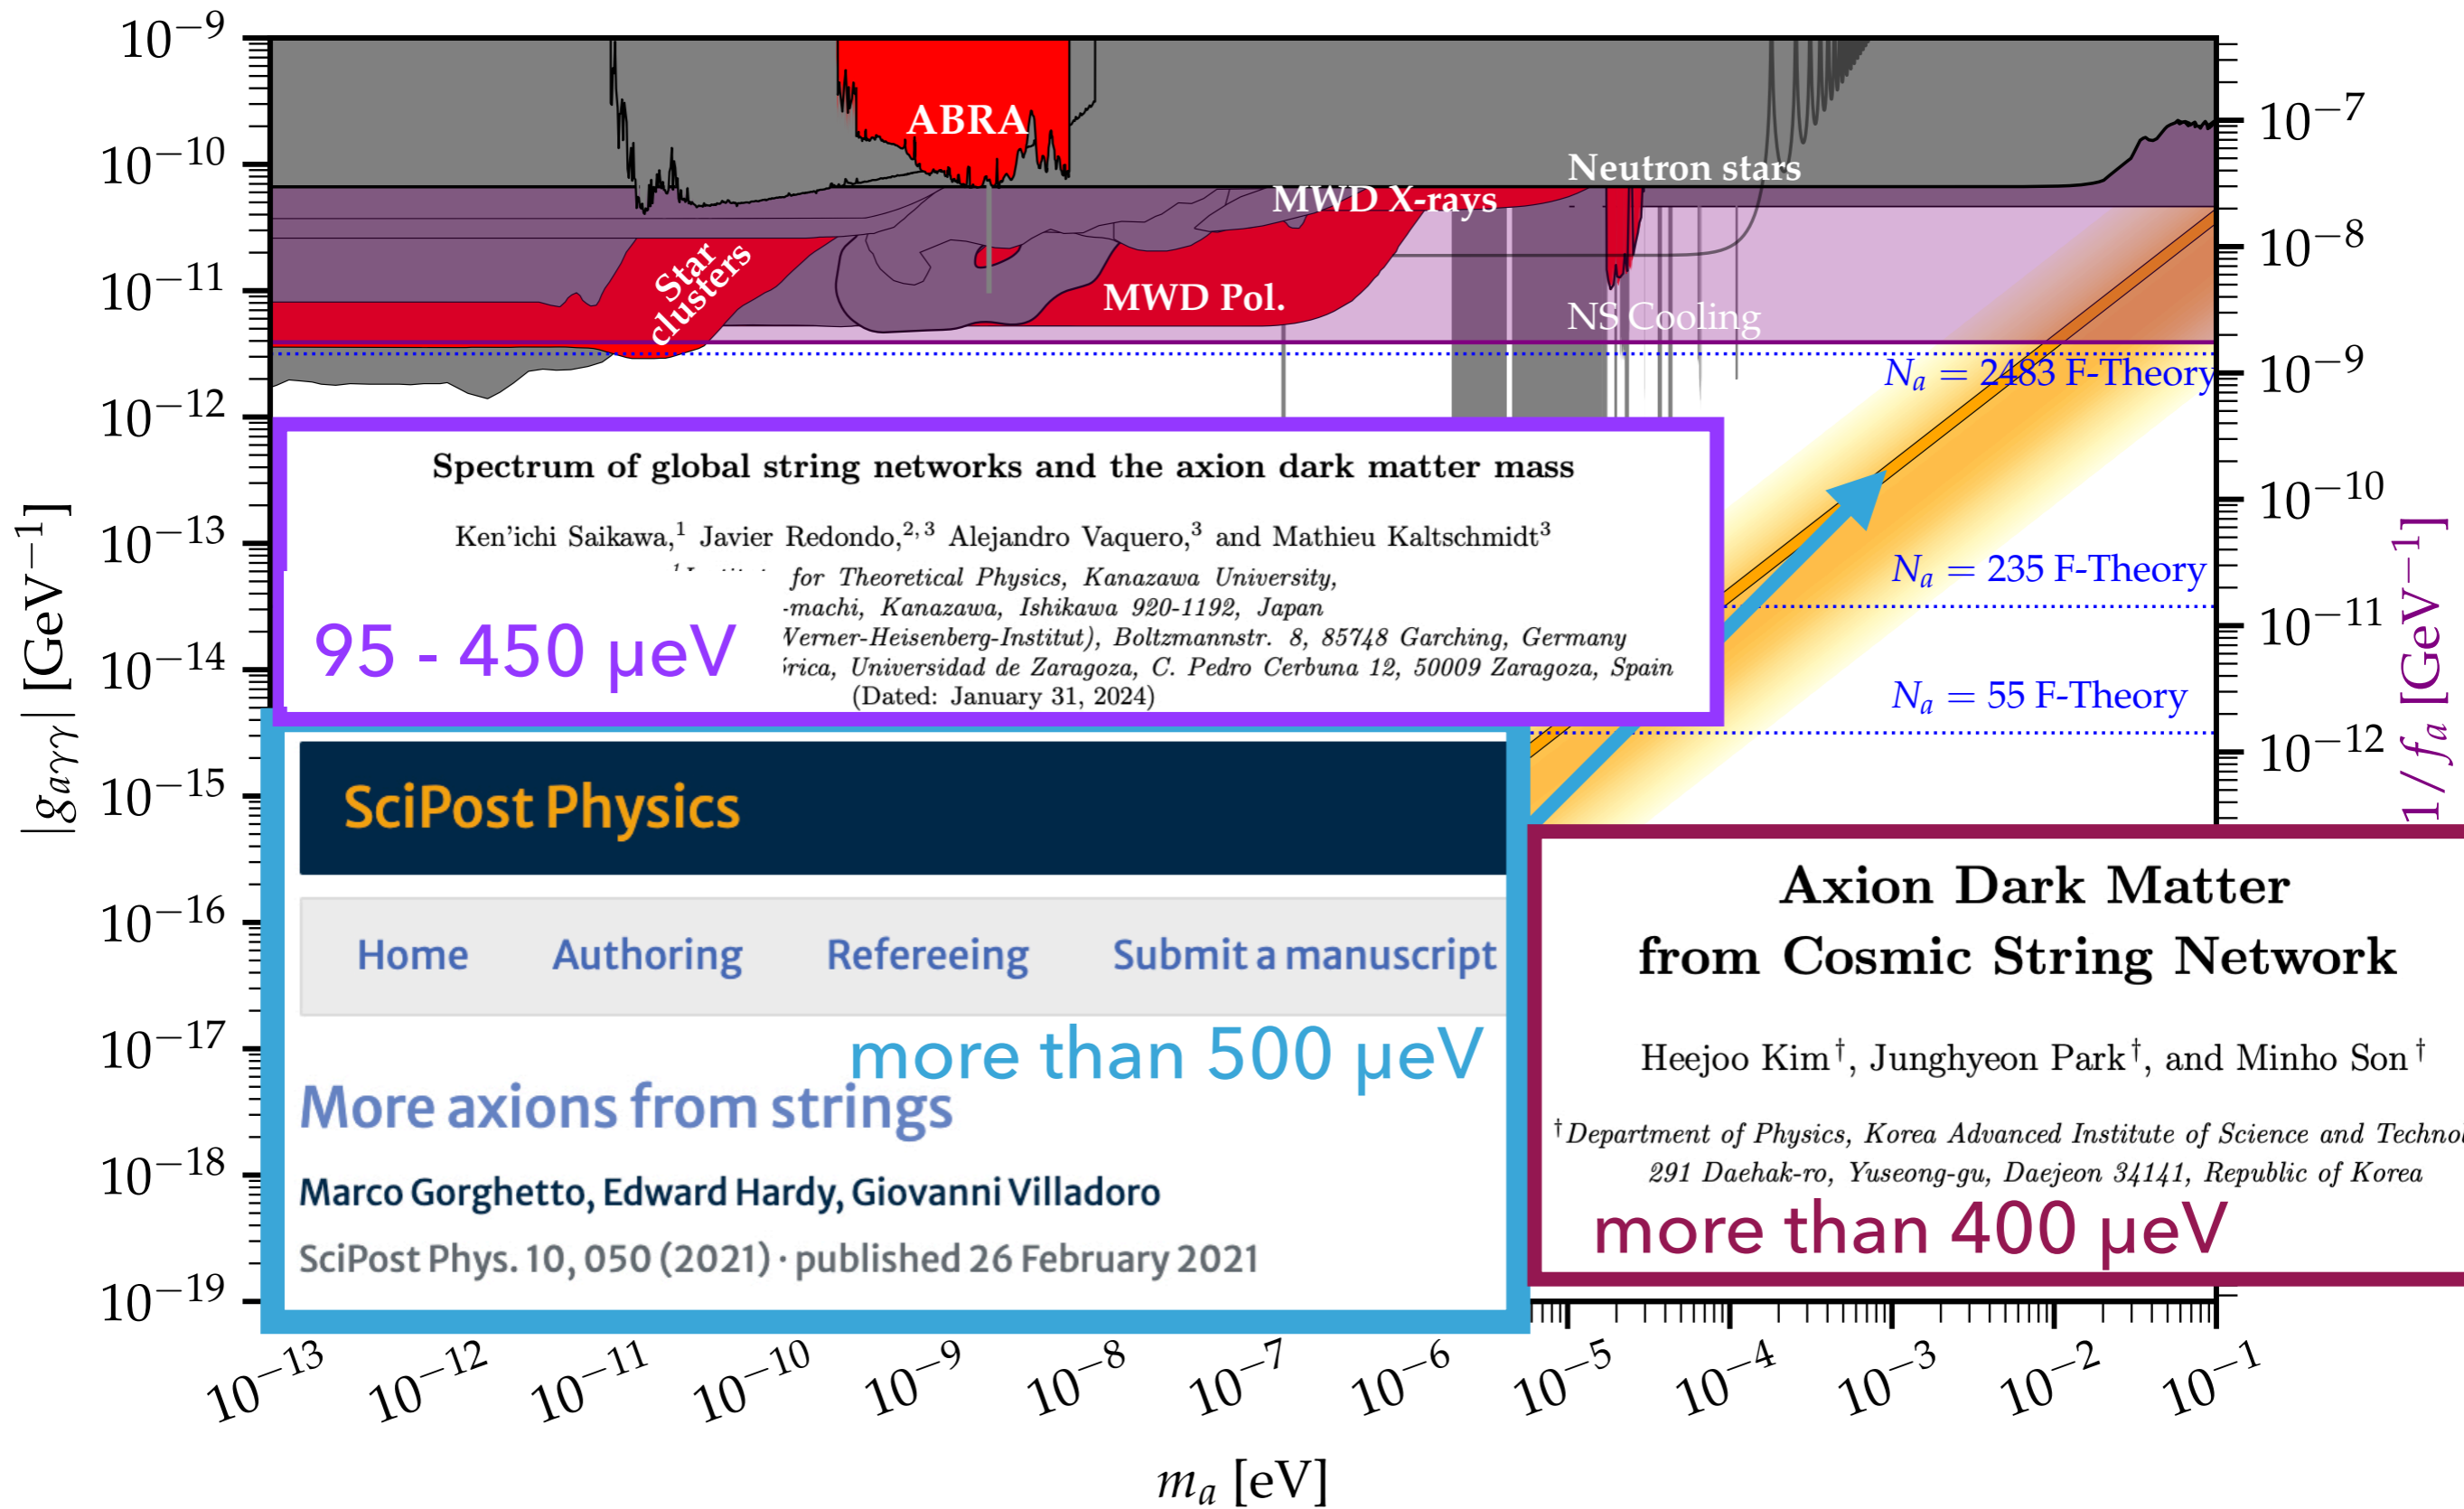 10⁻⁹
10⁻¹⁰
10⁻¹¹
10⁻¹²
10⁻¹³
10⁻¹⁴
10⁻¹⁵
10⁻¹⁶
10⁻¹⁷
10⁻¹⁸
10⁻¹⁹
|g_{aγγ}| [GeV⁻¹]
ABRA
Neutron stars
MWD X-rays
Star
clusters
MWD Pol.
NS Cooling
N_a = 2483 F-Theory
N_a = 235 F-Theory
N_a = 55 F-Theory
10⁻⁷
10⁻⁸
10⁻⁹
10⁻¹⁰
10⁻¹¹
10⁻¹²
1/f_a [GeV⁻¹]
Spectrum of global string networks and the axion dark matter mass
Ken'ichi Saikawa,¹ Javier Redondo,²,³ Alejandro Vaquero,³ and Mathieu Kaltschmidt³
for Theoretical Physics, Kanazawa University,
-machi, Kanazawa, Ishikawa 920-1192, Japan
Werner-Heisenberg-Institut), Boltzmannstr. 8, 85748 Garching, Germany
Universidad de Zaragoza, C. Pedro Cerbuna 12, 50009 Zaragoza, Spain
(Dated: January 31, 2024)
95 - 450 µeV
SciPost Physics
Home Authoring Refereeing Submit a manuscript
more than 500 µeV
More axions from strings
Marco Gorghetto, Edward Hardy, Giovanni Villadoro
SciPost Phys. 10, 050 (2021) · published 26 February 2021
Axion Dark Matter
from Cosmic String Network
Heejoo Kim†, Junghyeon Park†, and Minho Son†
†Department of Physics, Korea Advanced Institute of Science and
291 Daehak-ro, Yuseong-gu, Daejeon 34141, Republic of Korea
more than 400 µeV
10⁻¹³ 10⁻¹² 10⁻¹¹ 10⁻¹⁰ 10⁻⁹ 10⁻⁸ 10⁻⁷ 10⁻⁶ 10⁻⁵ 10⁻⁴ 10⁻³ 10⁻² 10⁻¹
m_a [eV]